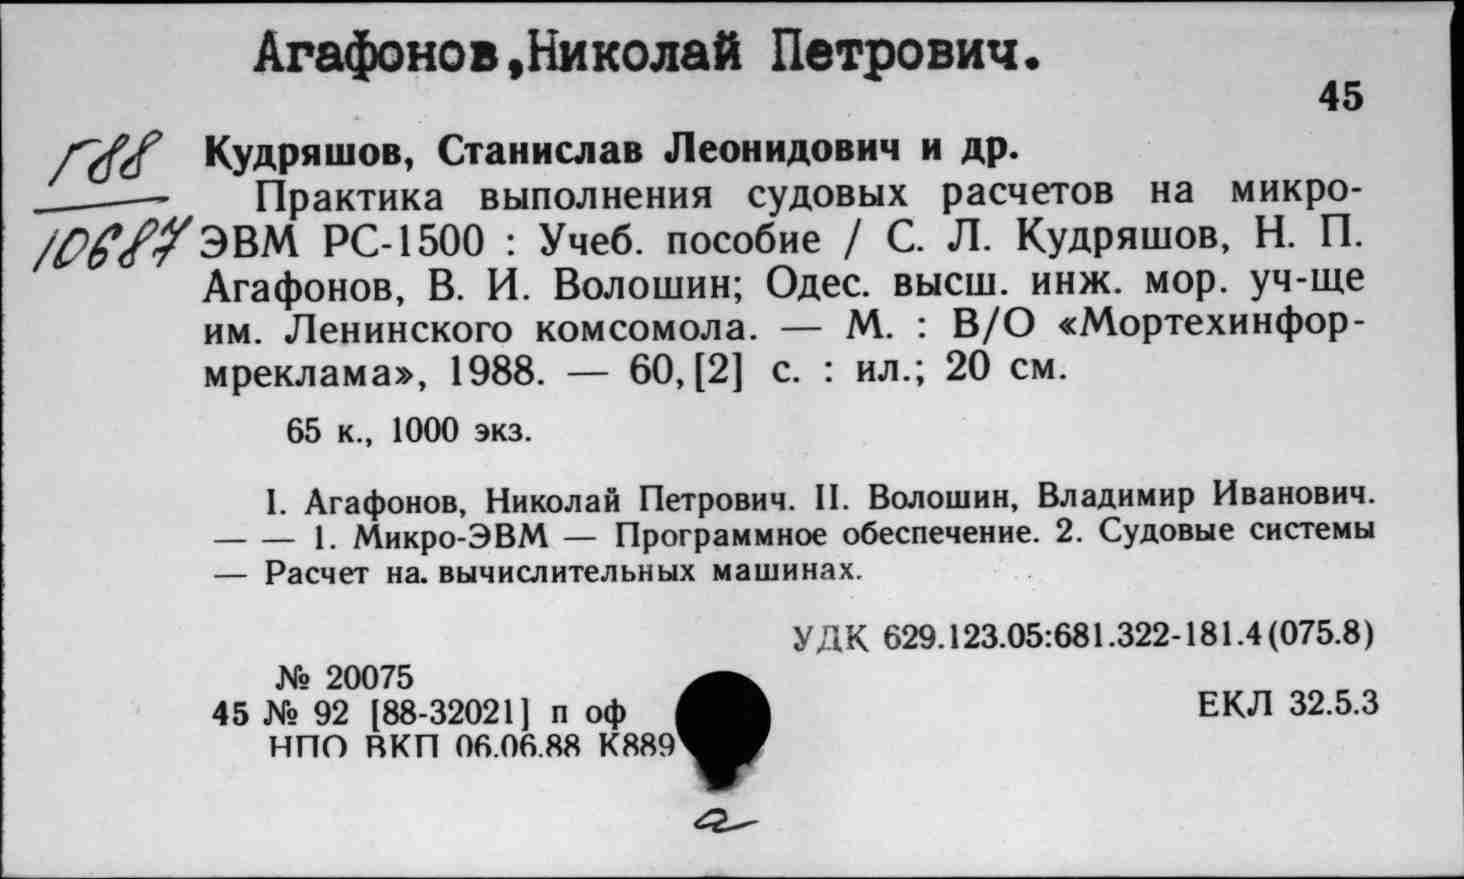 Агафонов,Николай Петрович.
45
Г88
10687
Кудряшов, Станислав Леонидович и др.
Практика выполнения судовых расчетов на микро-
ЭВМ РС-1500 : Учеб. пособие / С. Л. Кудряшов, Н. П.
Агафонов, В. И. Волошин; Одес. высш. инж. мор. уч-ще
им. Ленинского комсомола. — М. : В/О «Мортехинфор-
мреклама», 1988. — 60, [2] с. : ил.; 20 см.
65 к., 1000 экз.
I. Агафонов, Николай Петрович. II. Волошин, Владимир Иванович.
— — 1. Микро-ЭВМ — Программное обеспечение. 2. Судовые системы
— Расчет на. вычислительных машинах.
УДК 629.123.05:681.322-181.4(075.8)
№ 20075
45 № 92 [88-32021] п оф
ЕКЛ 32.5.3
НПО ВКП 06.06.88 К889